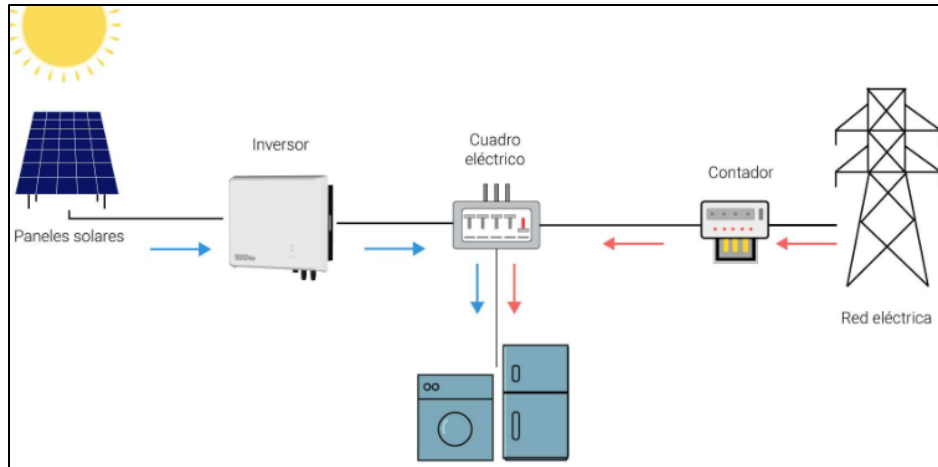 Inversor
Cuadro
eléctrico
Contador
Paneles solares
Red eléctrica